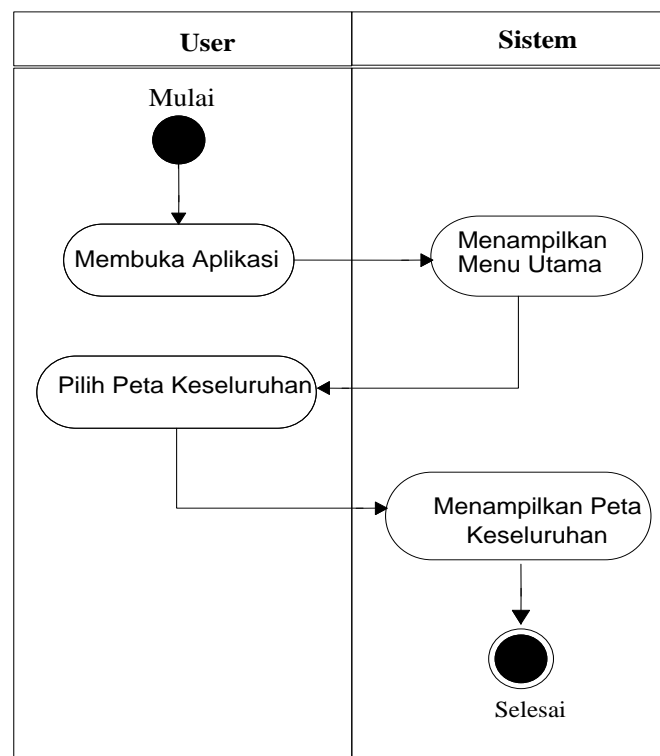 User
Sistem
Mulai
Membuka Aplikasi
Menampilkan
Menu Utama
Pilih Peta Keseluruhan
Menampilkan Peta
Keseluruhan
Selesai